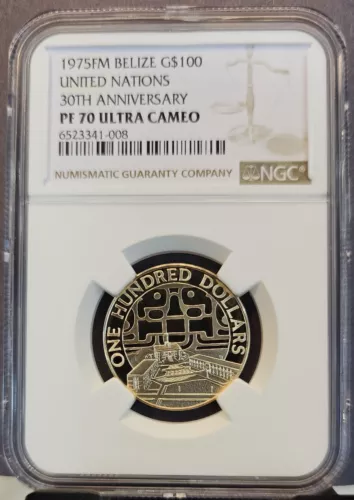 1975FM BELIZE G$100
UNITED NATIONS
30TH ANNIVERSARY
PF 70 ULTRA CAMEO
6523341-008
NUMISMATIC GUARANTY COMPANY
NGC
ONE HUNDRED DOLLARS